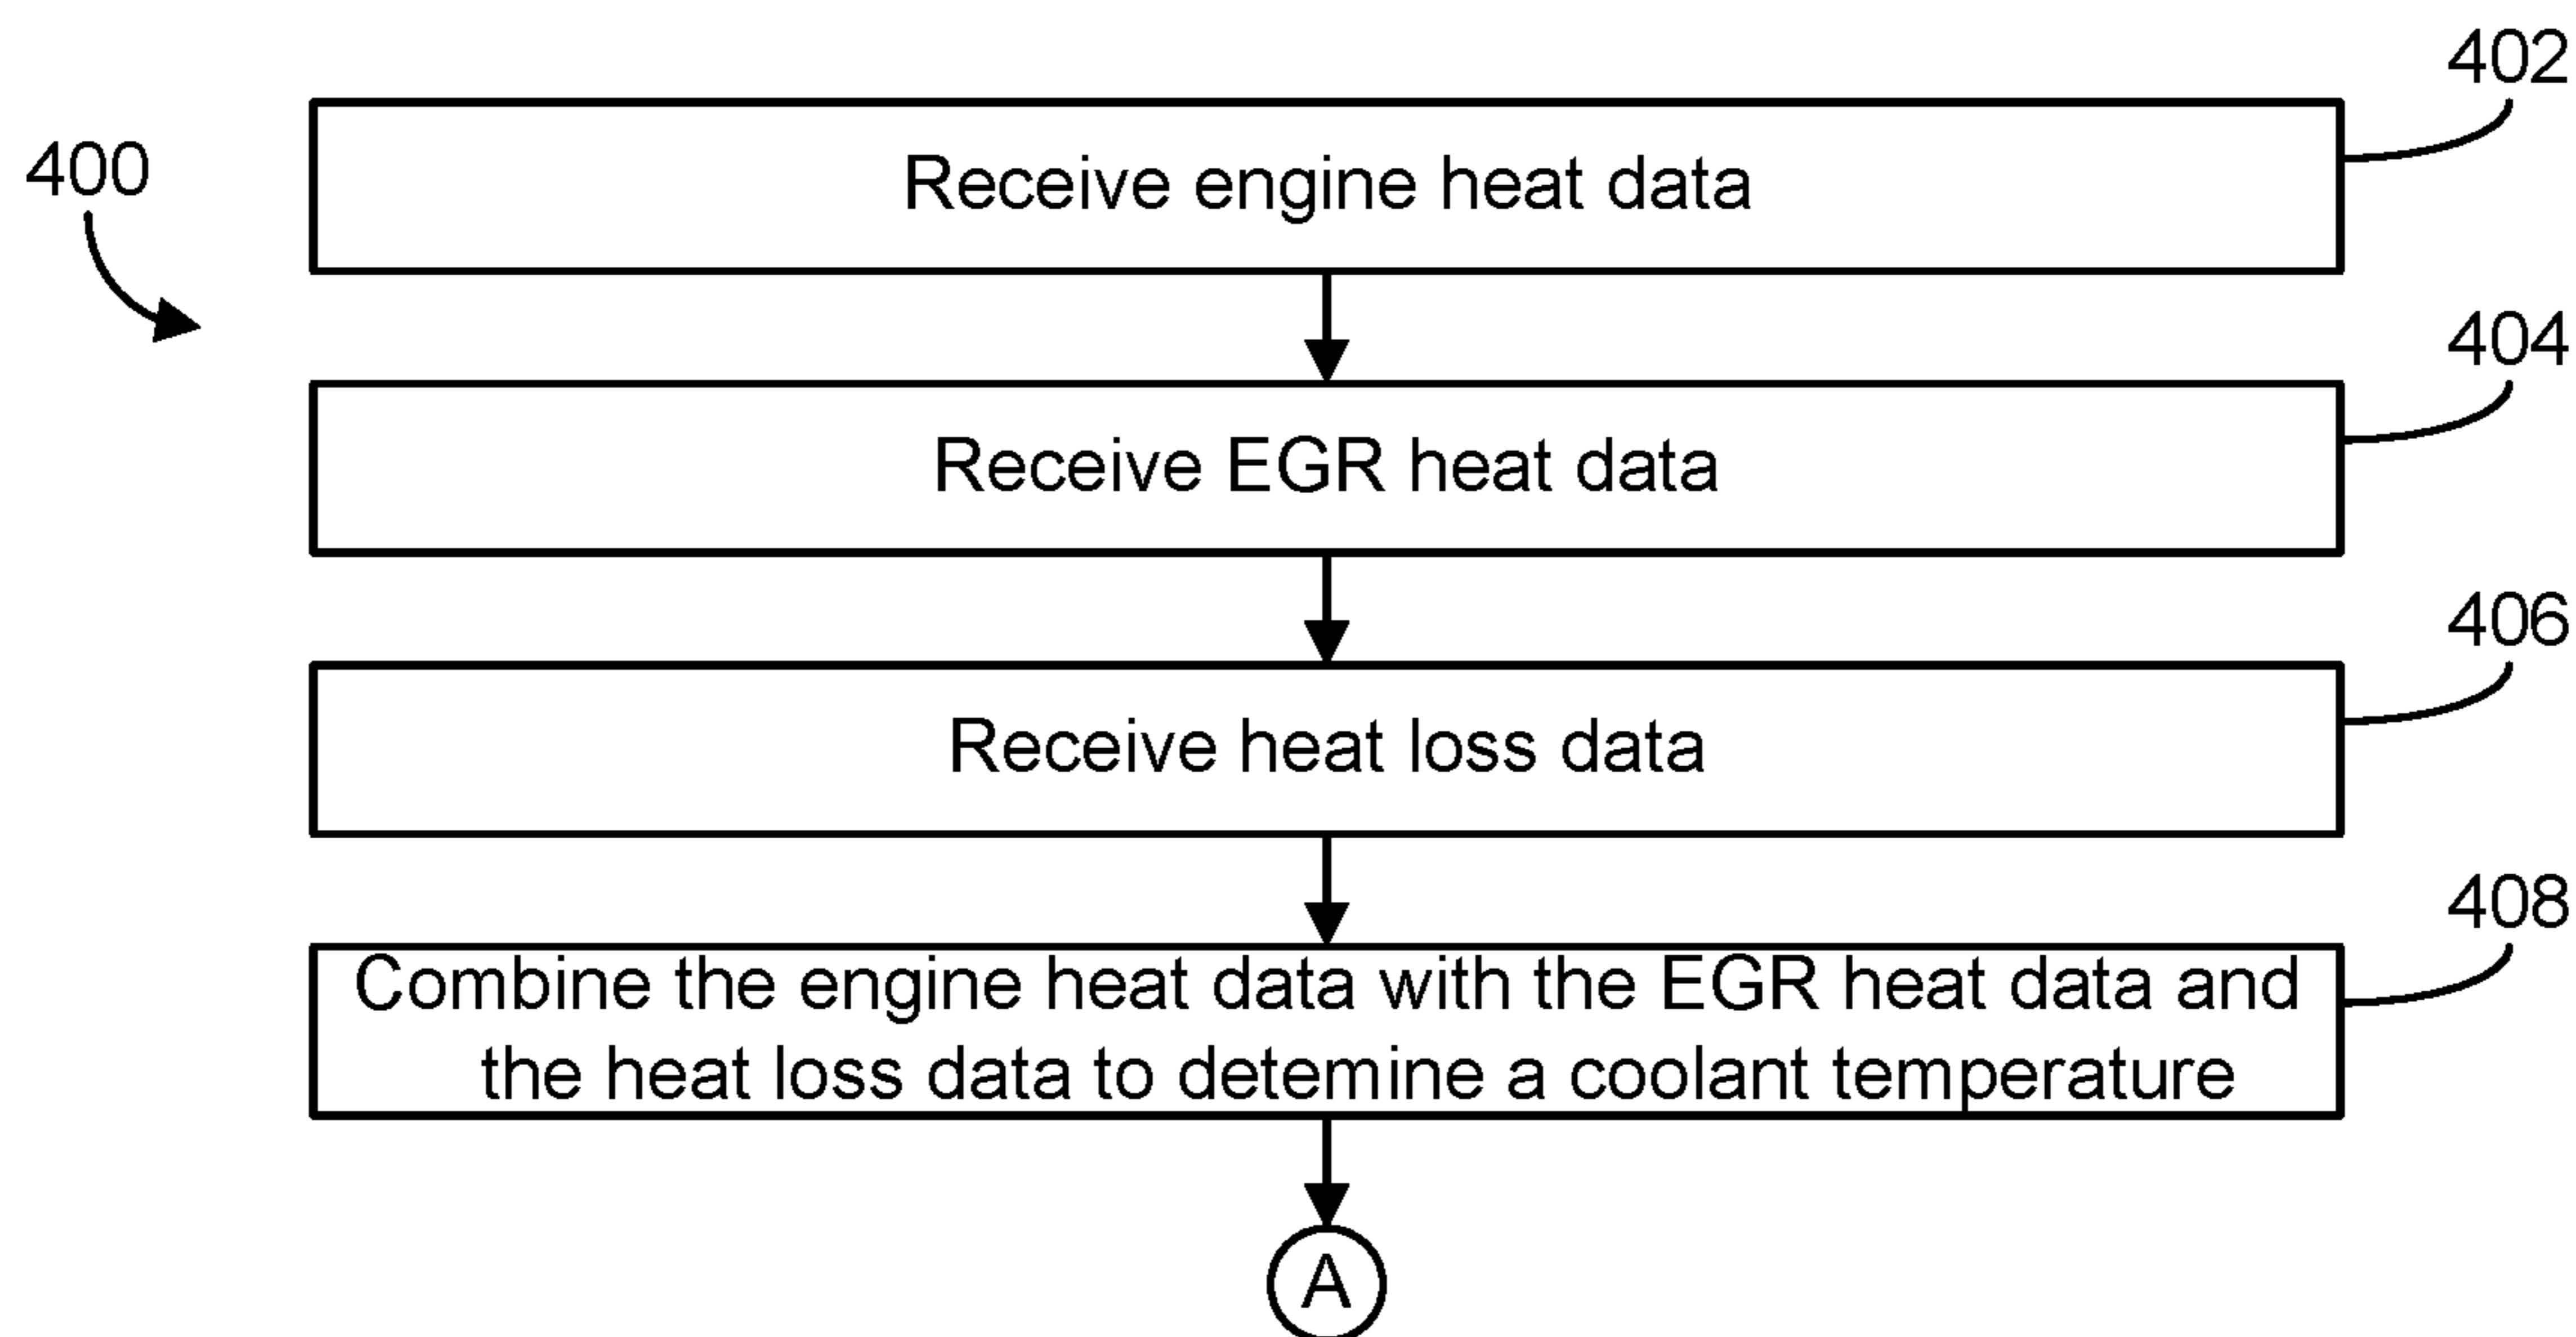 402
400
Receive engine heat data
404
Receive EGR heat data
406
Receive heat loss data
408
Combine the engine heat data with the EGR heat data and
the heat loss data to detemine a coolant temperature
A